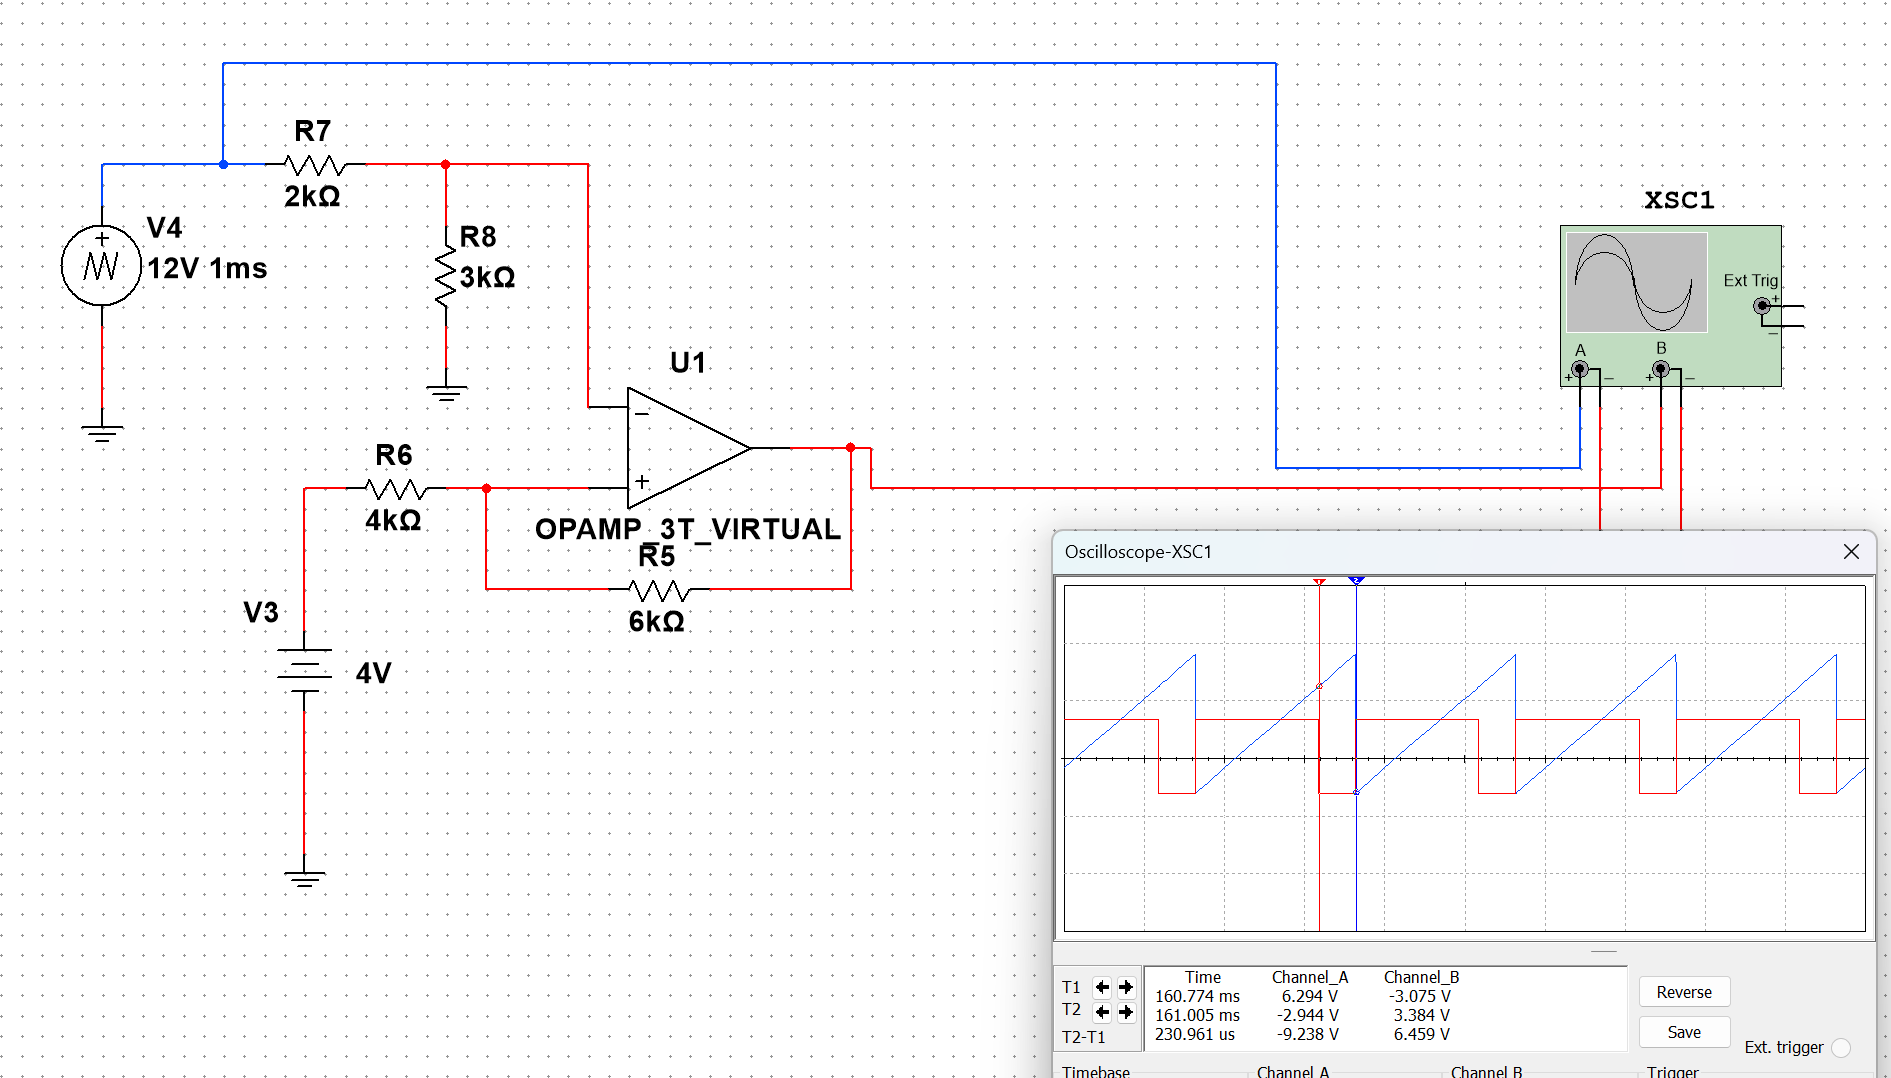 R7
2kΩ
V4
12V 1ms
R8
3kΩ
XSC1
Ext Trig
A
B
U1
R6
4kΩ
OPAMP_3T_VIRTUAL
R5
6kΩ
V3
4V
Oscilloscope-XSC1
1
2
Time Channel_A Channel_B
T1 160.774 ms 6.294 V -3.075 V
T2 161.005 ms -2.944 V 3.384 V
T2-T1 230.961 us -9.238 V 6.459 V
Reverse
Save
Ext. trigger
Timebase Channel A Channel B Trigger